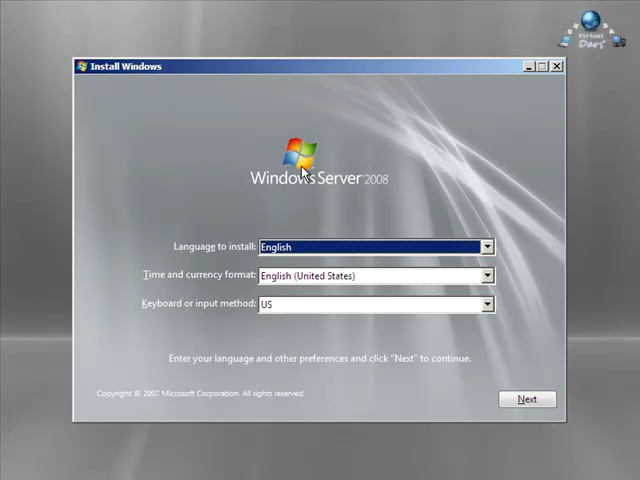 Virtual
Dars
Install Windows
Windows Server 2008
Language to install: English
Time and currency format: English (United States)
Keyboard or input method: US
Enter your language and other preferences and click "Next" to continue.
Copyright © 2007 Microsoft Corporation. All rights reserved.
Next